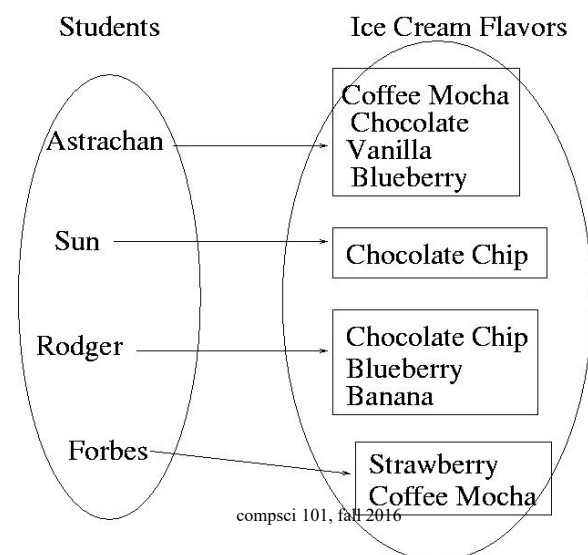 Students
Ice Cream Flavors
Astrachan
Coffee Mocha
Chocolate
Vanilla
Blueberry
Sun
Chocolate Chip
Rodger
Chocolate Chip
Blueberry
Banana
Forbes
Strawberry
Coffee Mocha
compsci 101, fall 2016